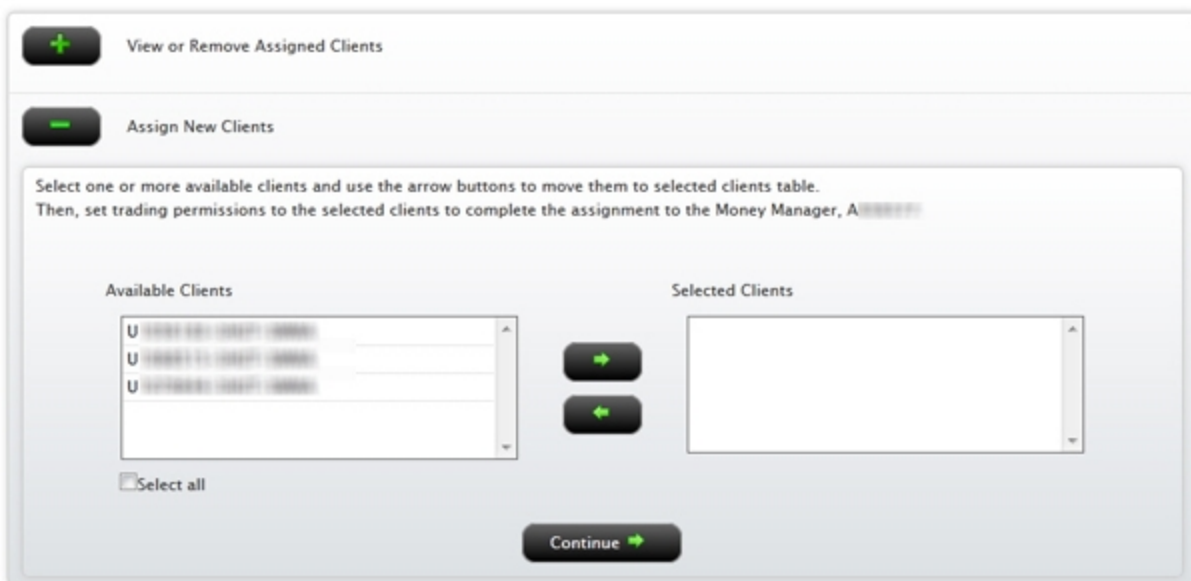 View or Remove Assigned Clients
Assign New Clients
Select one or more available clients and use the arrow buttons to move them to selected clients table.
Then, set trading permissions to the selected clients to complete the assignment to the Money Manager,
Available Clients
Selected Clients
Select all
Continue